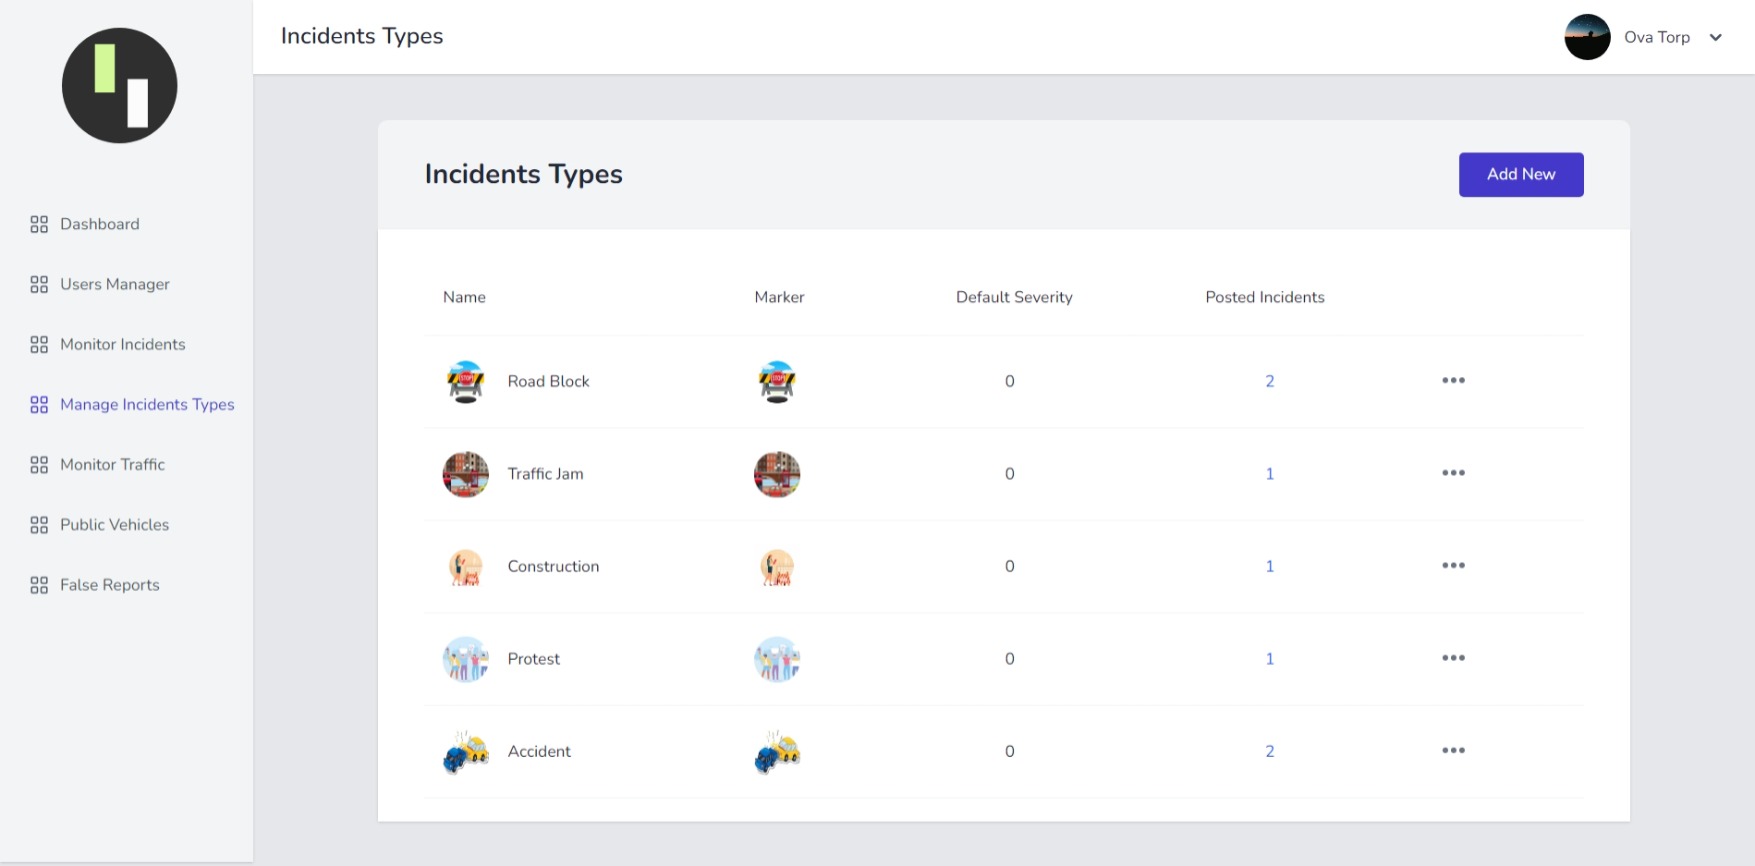 Incidents Types
Ova Torp
Dashboard
Users Manager
Monitor Incidents
Manage Incidents Types
Monitor Traffic
Public Vehicles
False Reports
Incidents Types
Add New
Name Marker Default Severity Posted Incidents
Road Block 0 2
Traffic Jam 0 1
Construction 0 1
Protest 0 1
Accident 0 2